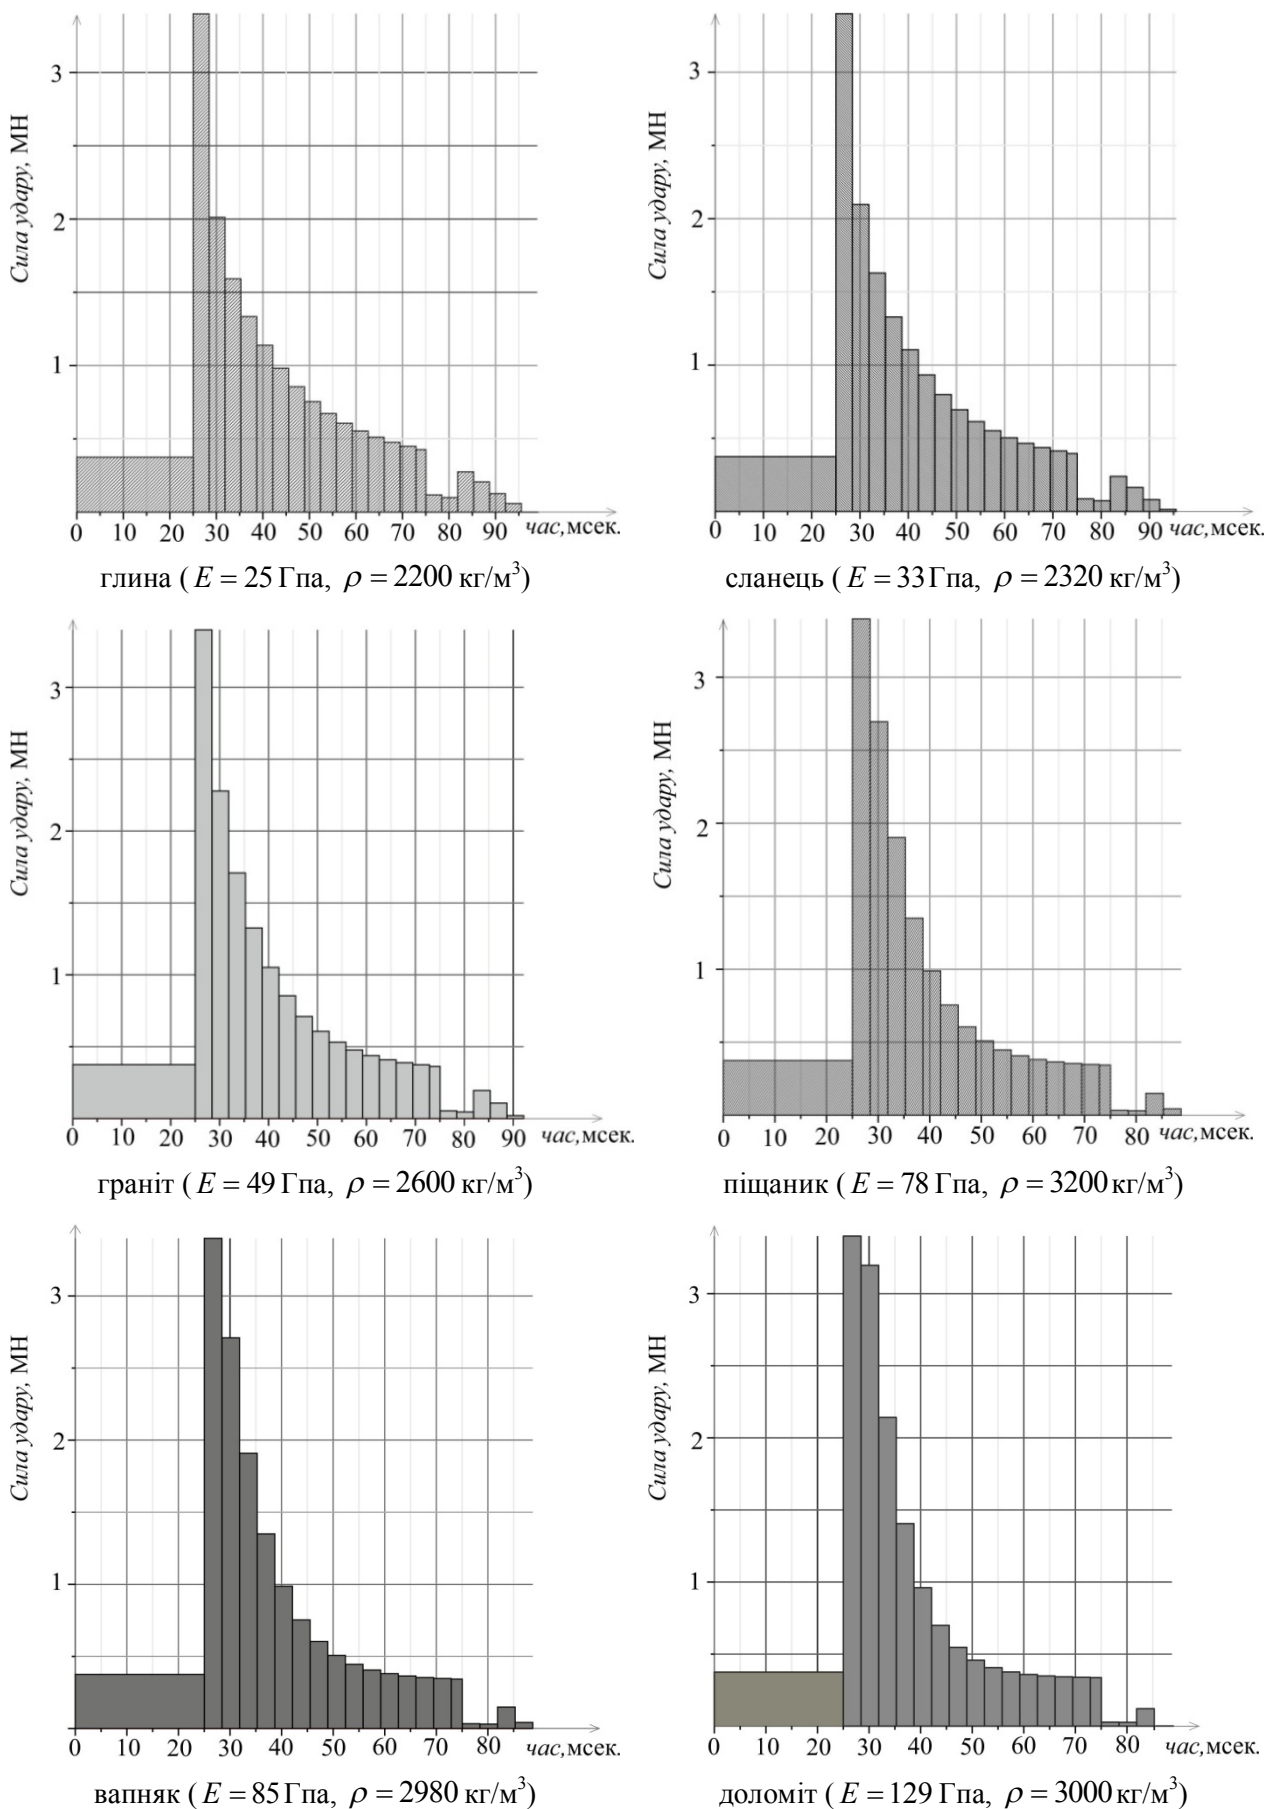 Сила удару, МН
3
2
1
0 10 20 30 40 50 60 70 80 90 час,мсек.
глина ( E = 25 Гпа, ρ = 2200 кг/м³)
Сила удару, МН
3
2
1
0 10 20 30 40 50 60 70 80 90 час,мсек.
сланець ( E = 33 Гпа, ρ = 2320 кг/м³)
Сила удару, МН
3
2
1
0 10 20 30 40 50 60 70 80 90 час,мсек.
граніт ( E = 49 Гпа, ρ = 2600 кг/м³)
Сила удару, МН
3
2
1
0 10 20 30 40 50 60 70 80 час,мсек.
піщаник ( E = 78 Гпа, ρ = 3200 кг/м³)
Сила удару, МН
3
2
1
0 10 20 30 40 50 60 70 80 час,мсек.
вапняк ( E = 85 Гпа, ρ = 2980 кг/м³)
Сила удару, МН
3
2
1
0 10 20 30 40 50 60 70 80 час,мсек.
доломіт ( E = 129 Гпа, ρ = 3000 кг/м³)